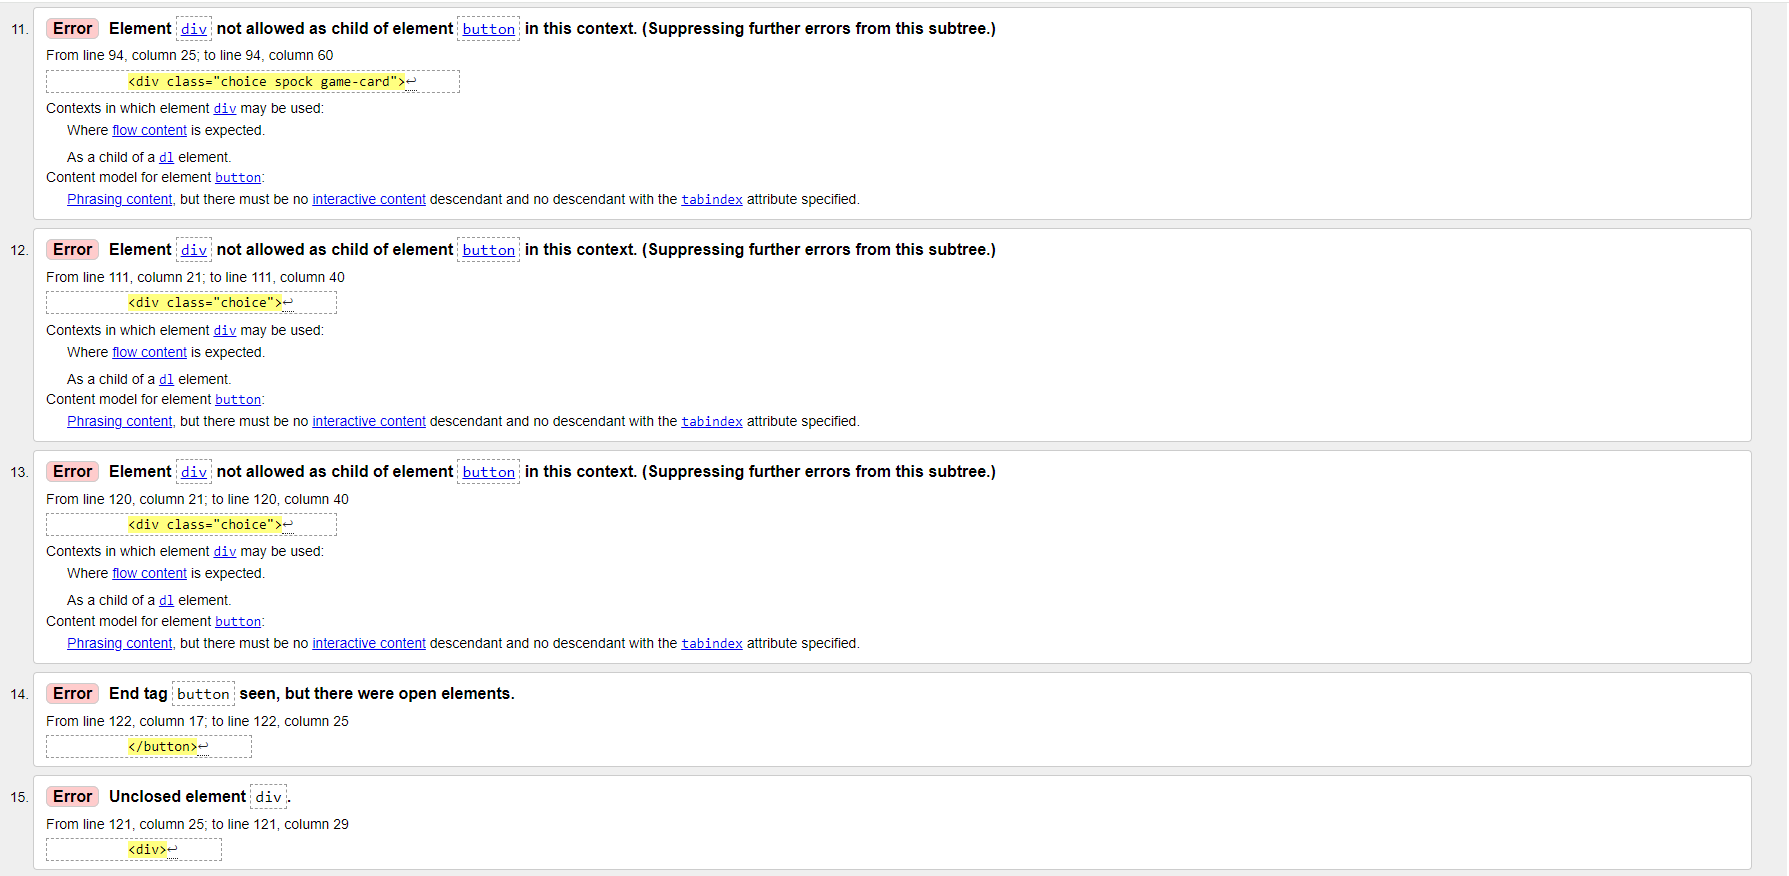 11. Error Element div not allowed as child of element button in this context. (Suppressing further errors from this subtree.)
From line 94, column 25; to line 94, column 60
<div class="choice spock game-card">↩
Contexts in which element div may be used:
Where flow content is expected.
As a child of a dl element.
Content model for element button:
Phrasing content, but there must be no interactive content descendant and no descendant with the tabindex attribute specified.
12. Error Element div not allowed as child of element button in this context. (Suppressing further errors from this subtree.)
From line 111, column 21; to line 111, column 40
<div class="choice">↩
Contexts in which element div may be used:
Where flow content is expected.
As a child of a dl element.
Content model for element button:
Phrasing content, but there must be no interactive content descendant and no descendant with the tabindex attribute specified.
13. Error Element div not allowed as child of element button in this context. (Suppressing further errors from this subtree.)
From line 120, column 21; to line 120, column 40
<div class="choice">↩
Contexts in which element div may be used:
Where flow content is expected.
As a child of a dl element.
Content model for element button:
Phrasing content, but there must be no interactive content descendant and no descendant with the tabindex attribute specified.
14. Error End tag button seen, but there were open elements.
From line 122, column 17; to line 122, column 25
</button>↩
15. Error Unclosed element div.
From line 121, column 25; to line 121, column 29
<div>↩